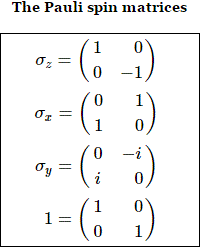 The Pauli spin matrices
σ_z = ( 1 0
0 −1 )
σ_x = ( 0 1
1 0 )
σ_y = ( 0 −i
i 0 )
1 = ( 1 0
0 1 )